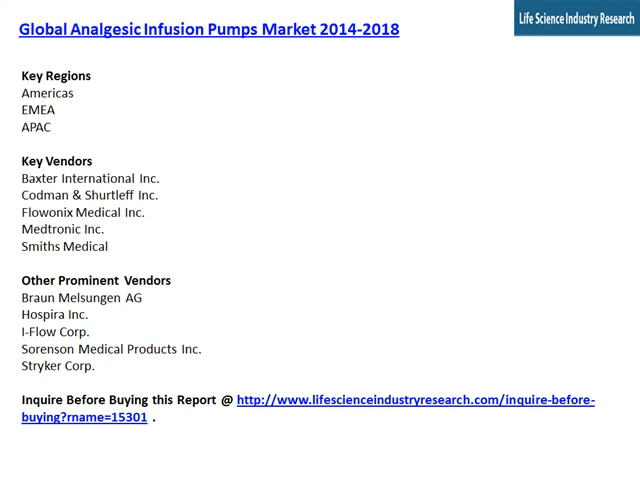 Global Analgesic Infusion Pumps Market 2014-2018
Life Science Industry Research
Key Regions
Americas
EMEA
APAC
Key Vendors
Baxter International Inc.
Codman & Shurtleff Inc.
Flowonix Medical Inc.
Medtronic Inc.
Smiths Medical
Other Prominent Vendors
Braun Melsungen AG
Hospira Inc.
I-Flow Corp.
Sorenson Medical Products Inc.
Stryker Corp.
Inquire Before Buying this Report @ http://www.lifescienceindustryresearch.com/inquire-before-
buying?rname=15301 .